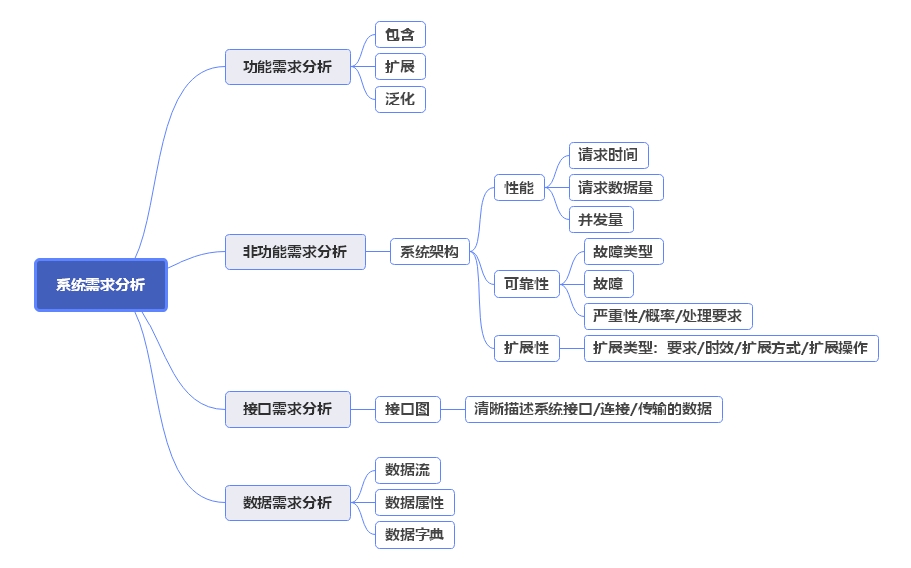 系统需求分析
功能需求分析
包含
扩展
泛化
非功能需求分析
系统架构
性能
请求时间
请求数据量
并发量
可靠性
故障类型
故障
严重性/概率/处理要求
扩展性
扩展类型：要求/时效/扩展方式/扩展操作
接口需求分析
接口图
清晰描述系统接口/连接/传输的数据
数据需求分析
数据流
数据属性
数据字典